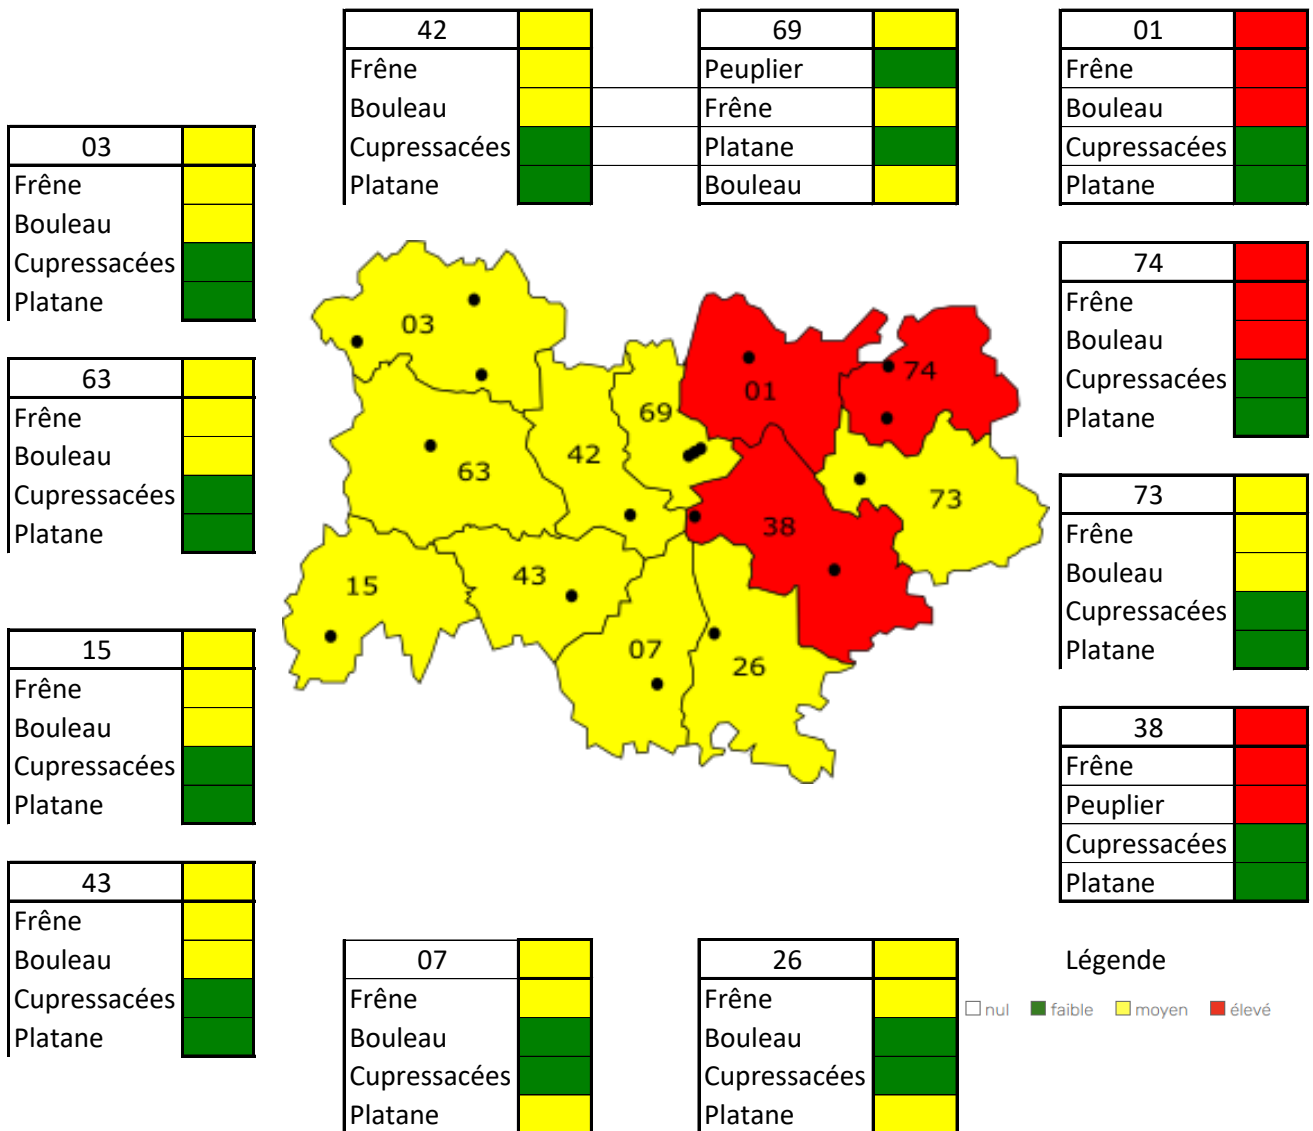 42
Frêne
Bouleau
Cupressacées
Platane
69
Peuplier
Frêne
Platane
Bouleau
01
Frêne
Bouleau
Cupressacées
Platane
03
Frêne
Bouleau
Cupressacées
Platane
63
Frêne
Bouleau
Cupressacées
Platane
15
Frêne
Bouleau
Cupressacées
Platane
43
Frêne
Bouleau
Cupressacées
Platane
03
63
42
69
01
74
73
38
15
43
07
26
74
Frêne
Bouleau
Cupressacées
Platane
73
Frêne
Bouleau
Cupressacées
Platane
38
Frêne
Peuplier
Cupressacées
Platane
07
Frêne
Bouleau
Cupressacées
Platane
26
Frêne
Bouleau
Cupressacées
Platane
Légende
nul faible moyen élevé